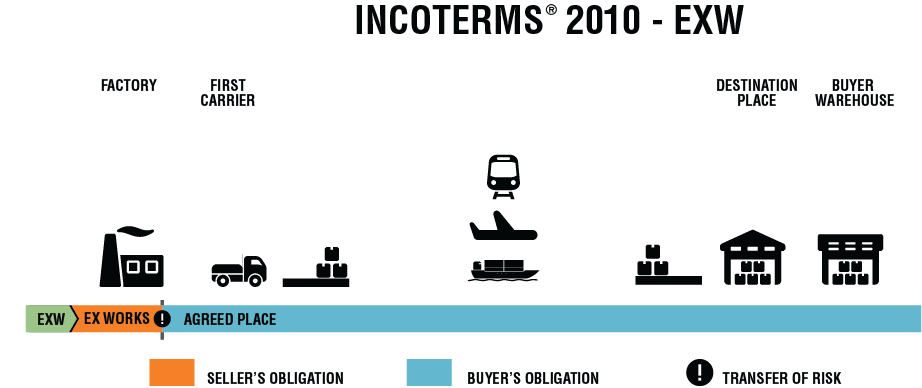 INCOTERMS® 2010 - EXW
FACTORY
FIRST
CARRIER
DESTINATION
PLACE
BUYER
WAREHOUSE
EXW
EX WORKS
!
AGREED PLACE
SELLER'S OBLIGATION
BUYER'S OBLIGATION
!
TRANSFER OF RISK